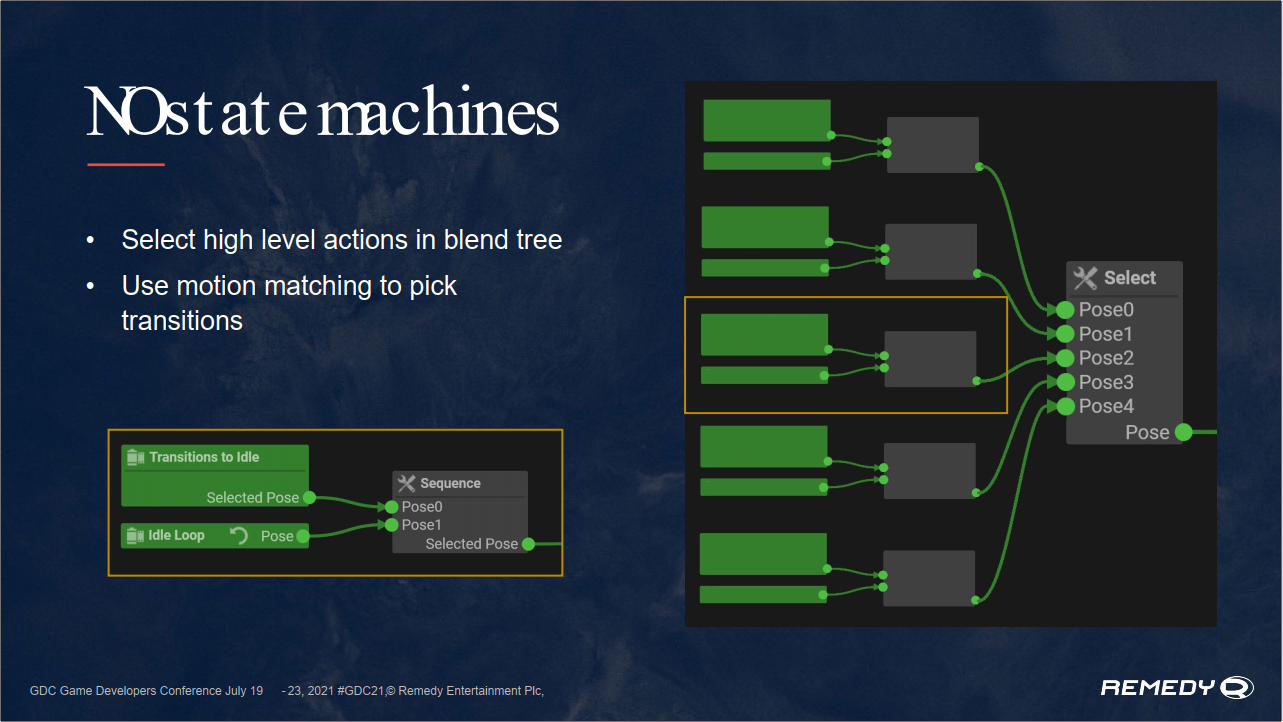 NO state machines
• Select high level actions in blend tree
• Use motion matching to pick
transitions
Transitions to Idle
Selected Pose
Idle Loop
Pose
Sequence
Pose0
Pose1
Selected Pose
Select
Pose0
Pose1
Pose2
Pose3
Pose4
Pose
GDC Game Developers Conference July 19 -23, 2021 #GDC21,© Remedy Entertainment Plc,
REMEDY